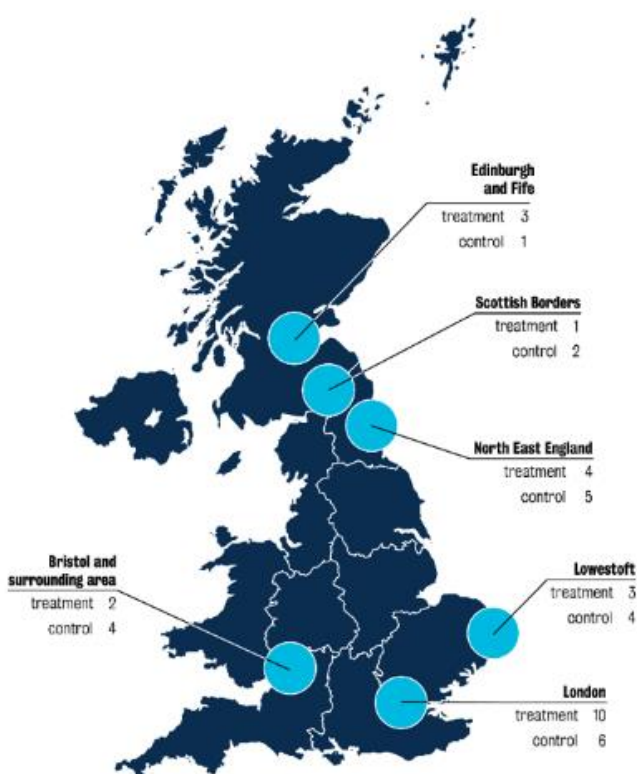 Edinburgh
and Fife
treatment 3
control 1
Scottish Borders
treatment 1
control 2
North East England
treatment 4
control 5
Bristol and
surrounding area
treatment 2
control 4
Lowestoft
treatment 3
control 4
London
treatment 10
control 6